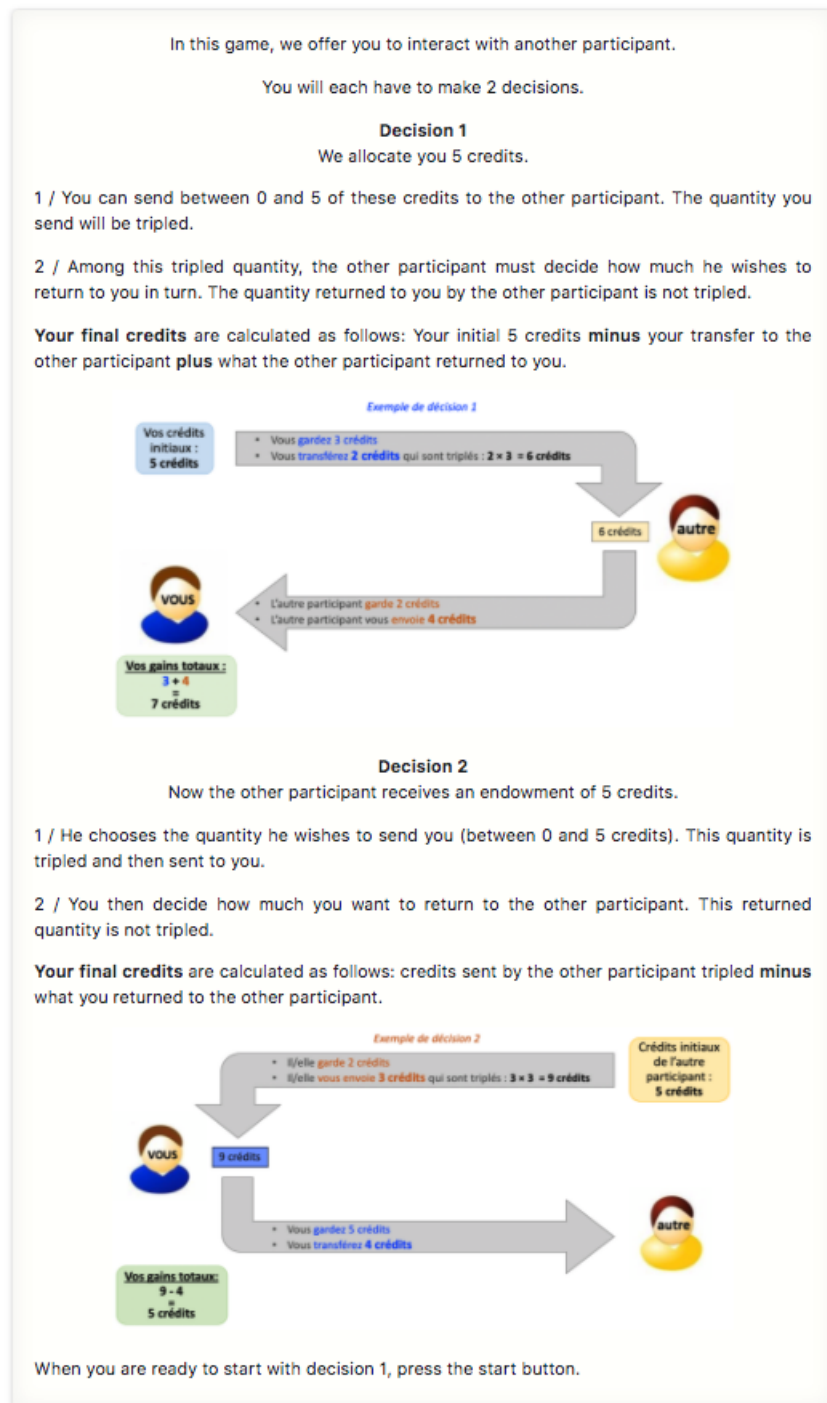 In this game, we offer you to interact with another participant.
You will each have to make 2 decisions.
Decision 1
We allocate you 5 credits.
1 / You can send between 0 and 5 of these credits to the other participant. The quantity you
send will be tripled.
2 / Among this tripled quantity, the other participant must decide how much he wishes to
return to you in turn. The quantity returned to you by the other participant is not tripled.
Your final credits are calculated as follows: Your initial 5 credits minus your transfer to the
other participant plus what the other participant returned to you.
Exemple de décision 1
Vos crédits
initiaux :
5 crédits
• Vous gardez 3 crédits
• Vous transférez 2 crédits qui sont triplés : 2 × 3 = 6 crédits
6 crédits
autre
VOUS
• L'autre participant garde 2 crédits
• L'autre participant vous envoie 4 crédits
Vos gains totaux :
3 + 4
=
7 crédits
Decision 2
Now the other participant receives an endowment of 5 credits.
1 / He chooses the quantity he wishes to send you (between 0 and 5 credits). This quantity is
tripled and then sent to you.
2 / You then decide how much you want to return to the other participant. This returned
quantity is not tripled.
Your final credits are calculated as follows: credits sent by the other participant tripled minus
what you returned to the other participant.
Exemple de décision 2
Crédits initiaux
de l'autre
participant :
5 crédits
• Il/elle garde 2 crédits
• Il/elle vous envoie 3 crédits qui sont triplés : 3 × 3 = 9 crédits
VOUS
9 crédits
• Vous gardez 5 crédits
• Vous transférez 4 crédits
autre
Vos gains totaux:
9 - 4
=
5 crédits
When you are ready to start with decision 1, press the start button.